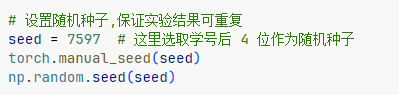 # 设置随机种子,保证实验结果可重复
seed = 7597  # 这里选取学号后 4 位作为随机种子
torch.manual_seed(seed)
np.random.seed(seed)